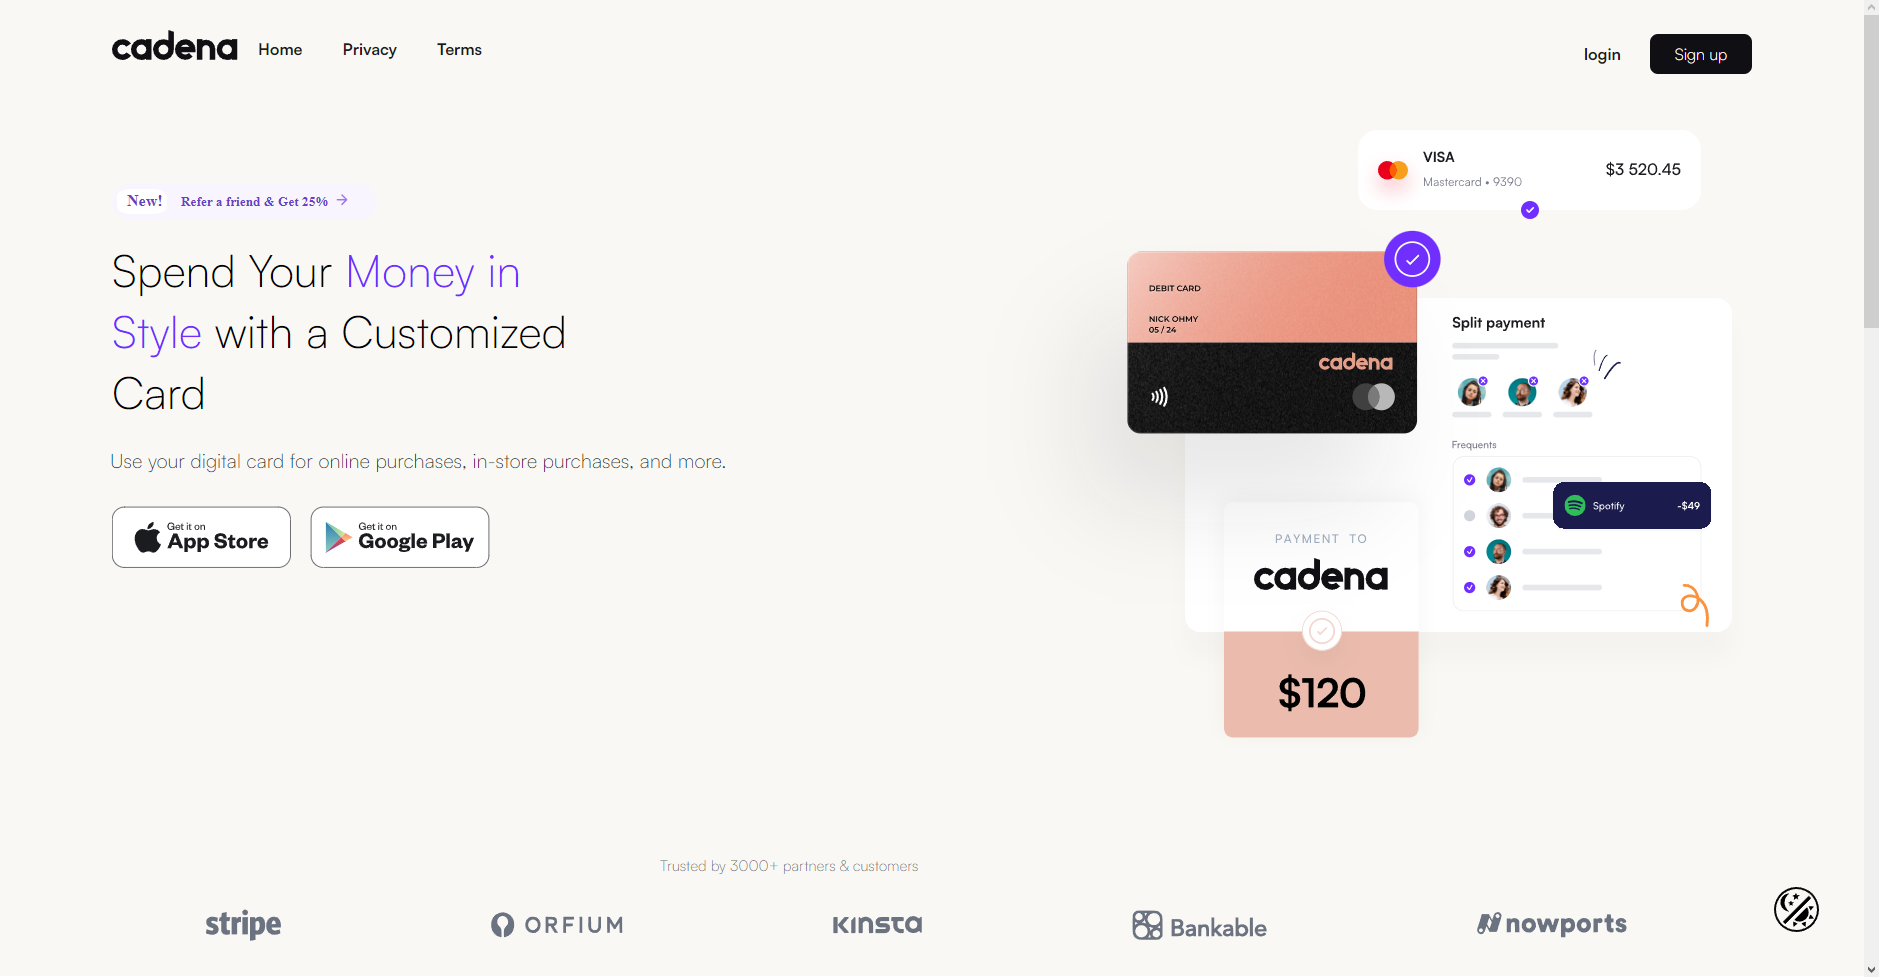 cadena
Home
Privacy
Terms
login
Sign up
New!
Refer a friend & Get 25%
Spend Your Money in
Style with a Customized
Card
Use your digital card for online purchases, in-store purchases, and more.
Get it on
App Store
Get it on
Google Play
VISA
Mastercard • 9390
$3 520.45
DEBIT CARD
NICK OHMY
05 / 24
cadena
Split payment
Frequents
Spotify
-$49
PAYMENT TO
cadena
$120
Trusted by 3000+ partners & customers
stripe
ORFIUM
KINSTA
Bankable
nowports